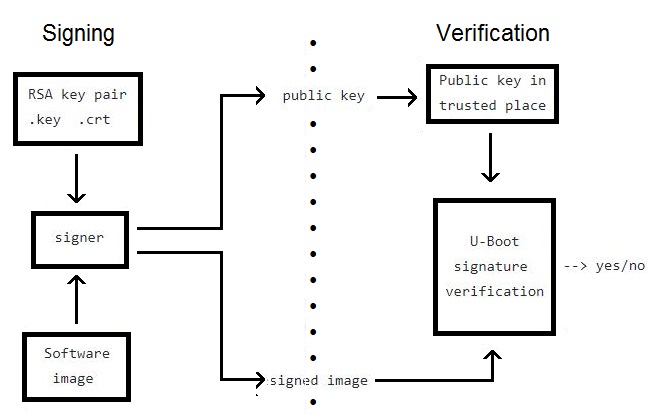 Signing
Verification
RSA key pair
.key .crt
public key
Public key in
trusted place
signer
U-Boot
signature
verification
--> yes/no
Software
image
signed image